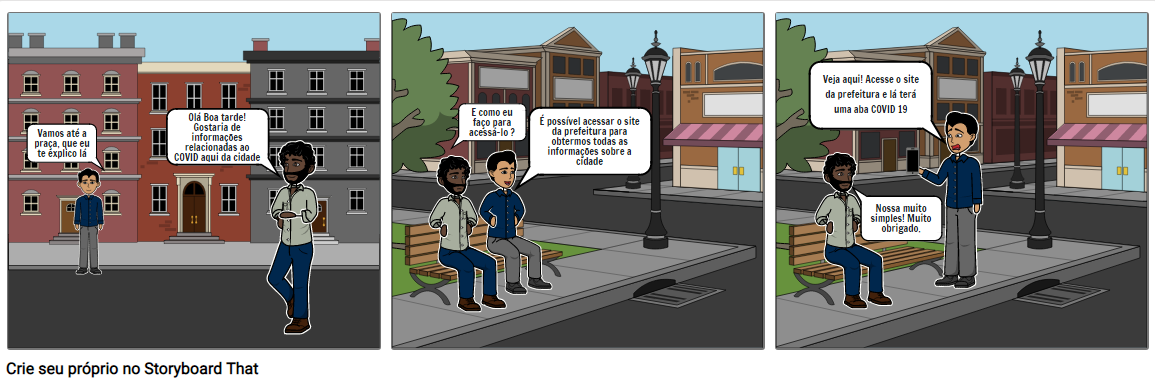 Vamos até a
praça, que eu
te éxplico lá
Olá Boa tarde!
Gostaria de
informações
relacionadas ao
COVID aqui da cidade
E como eu
faço para
acessá-lo ?
É possível acessar o site
da prefeitura para
obtermos todas as
informações sobre a
cidade
Veja aqui! Acesse o site
da prefeitura e lá terá
uma aba COVID 19
Nossa muito
simples! Muito
obrigado.
Crie seu próprio no Storyboard That